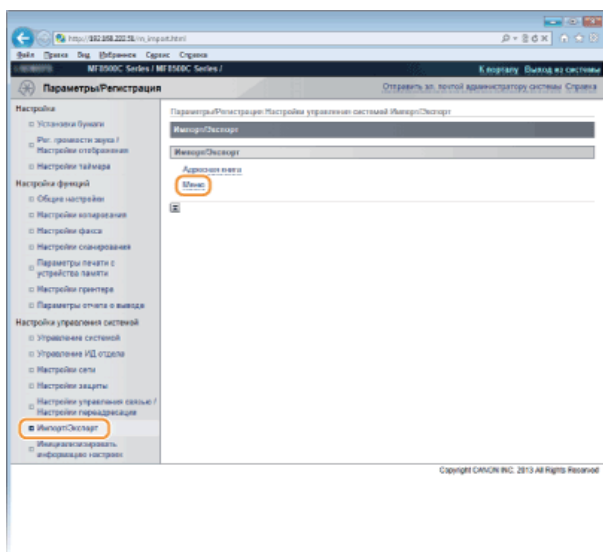 http://192.168.222.51/m_import.html
Файл Правка Вид Избранное Сервис Справка
MF8500C Series / MF8500C Series /
К порталу Выход из системы
Параметры/Регистрация
Отправить эл. почтой администратору системы Справка
Настройка
Установки бумаги
Рег. громкости звука /
Настройки отображения
Настройки таймера
Настройки функций
Общие настройки
Настройки копирования
Настройки факса
Настройки сканирования
Параметры печати с
устройства памяти
Настройки принтера
Параметры отчета о выводе
Настройки управления системой
Управление системой
Управление ИД отдела
Настройки сети
Настройки защиты
Настройки управления связью /
Настройки переадресации
Импорт/Экспорт
Инициализировать
информацию настроек
Параметры/Регистрация:Настройки управления системой:Импорт/Экспорт
Импорт/Экспорт
Импорт/Экспорт
Адресная книга
Меню
Copyright CANON INC. 2013 All Rights Reserved